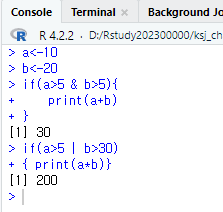 Console Terminal × Background Jo
R 4.2.2 · D:/Rstudy202300000/ksj_ch
> a<-10
> b<-20
> if(a>5 & b>5){
+     print(a+b)
+ }
[1] 30
> if(a>5 | b>30)
+ { print(a*b)}
[1] 200
>